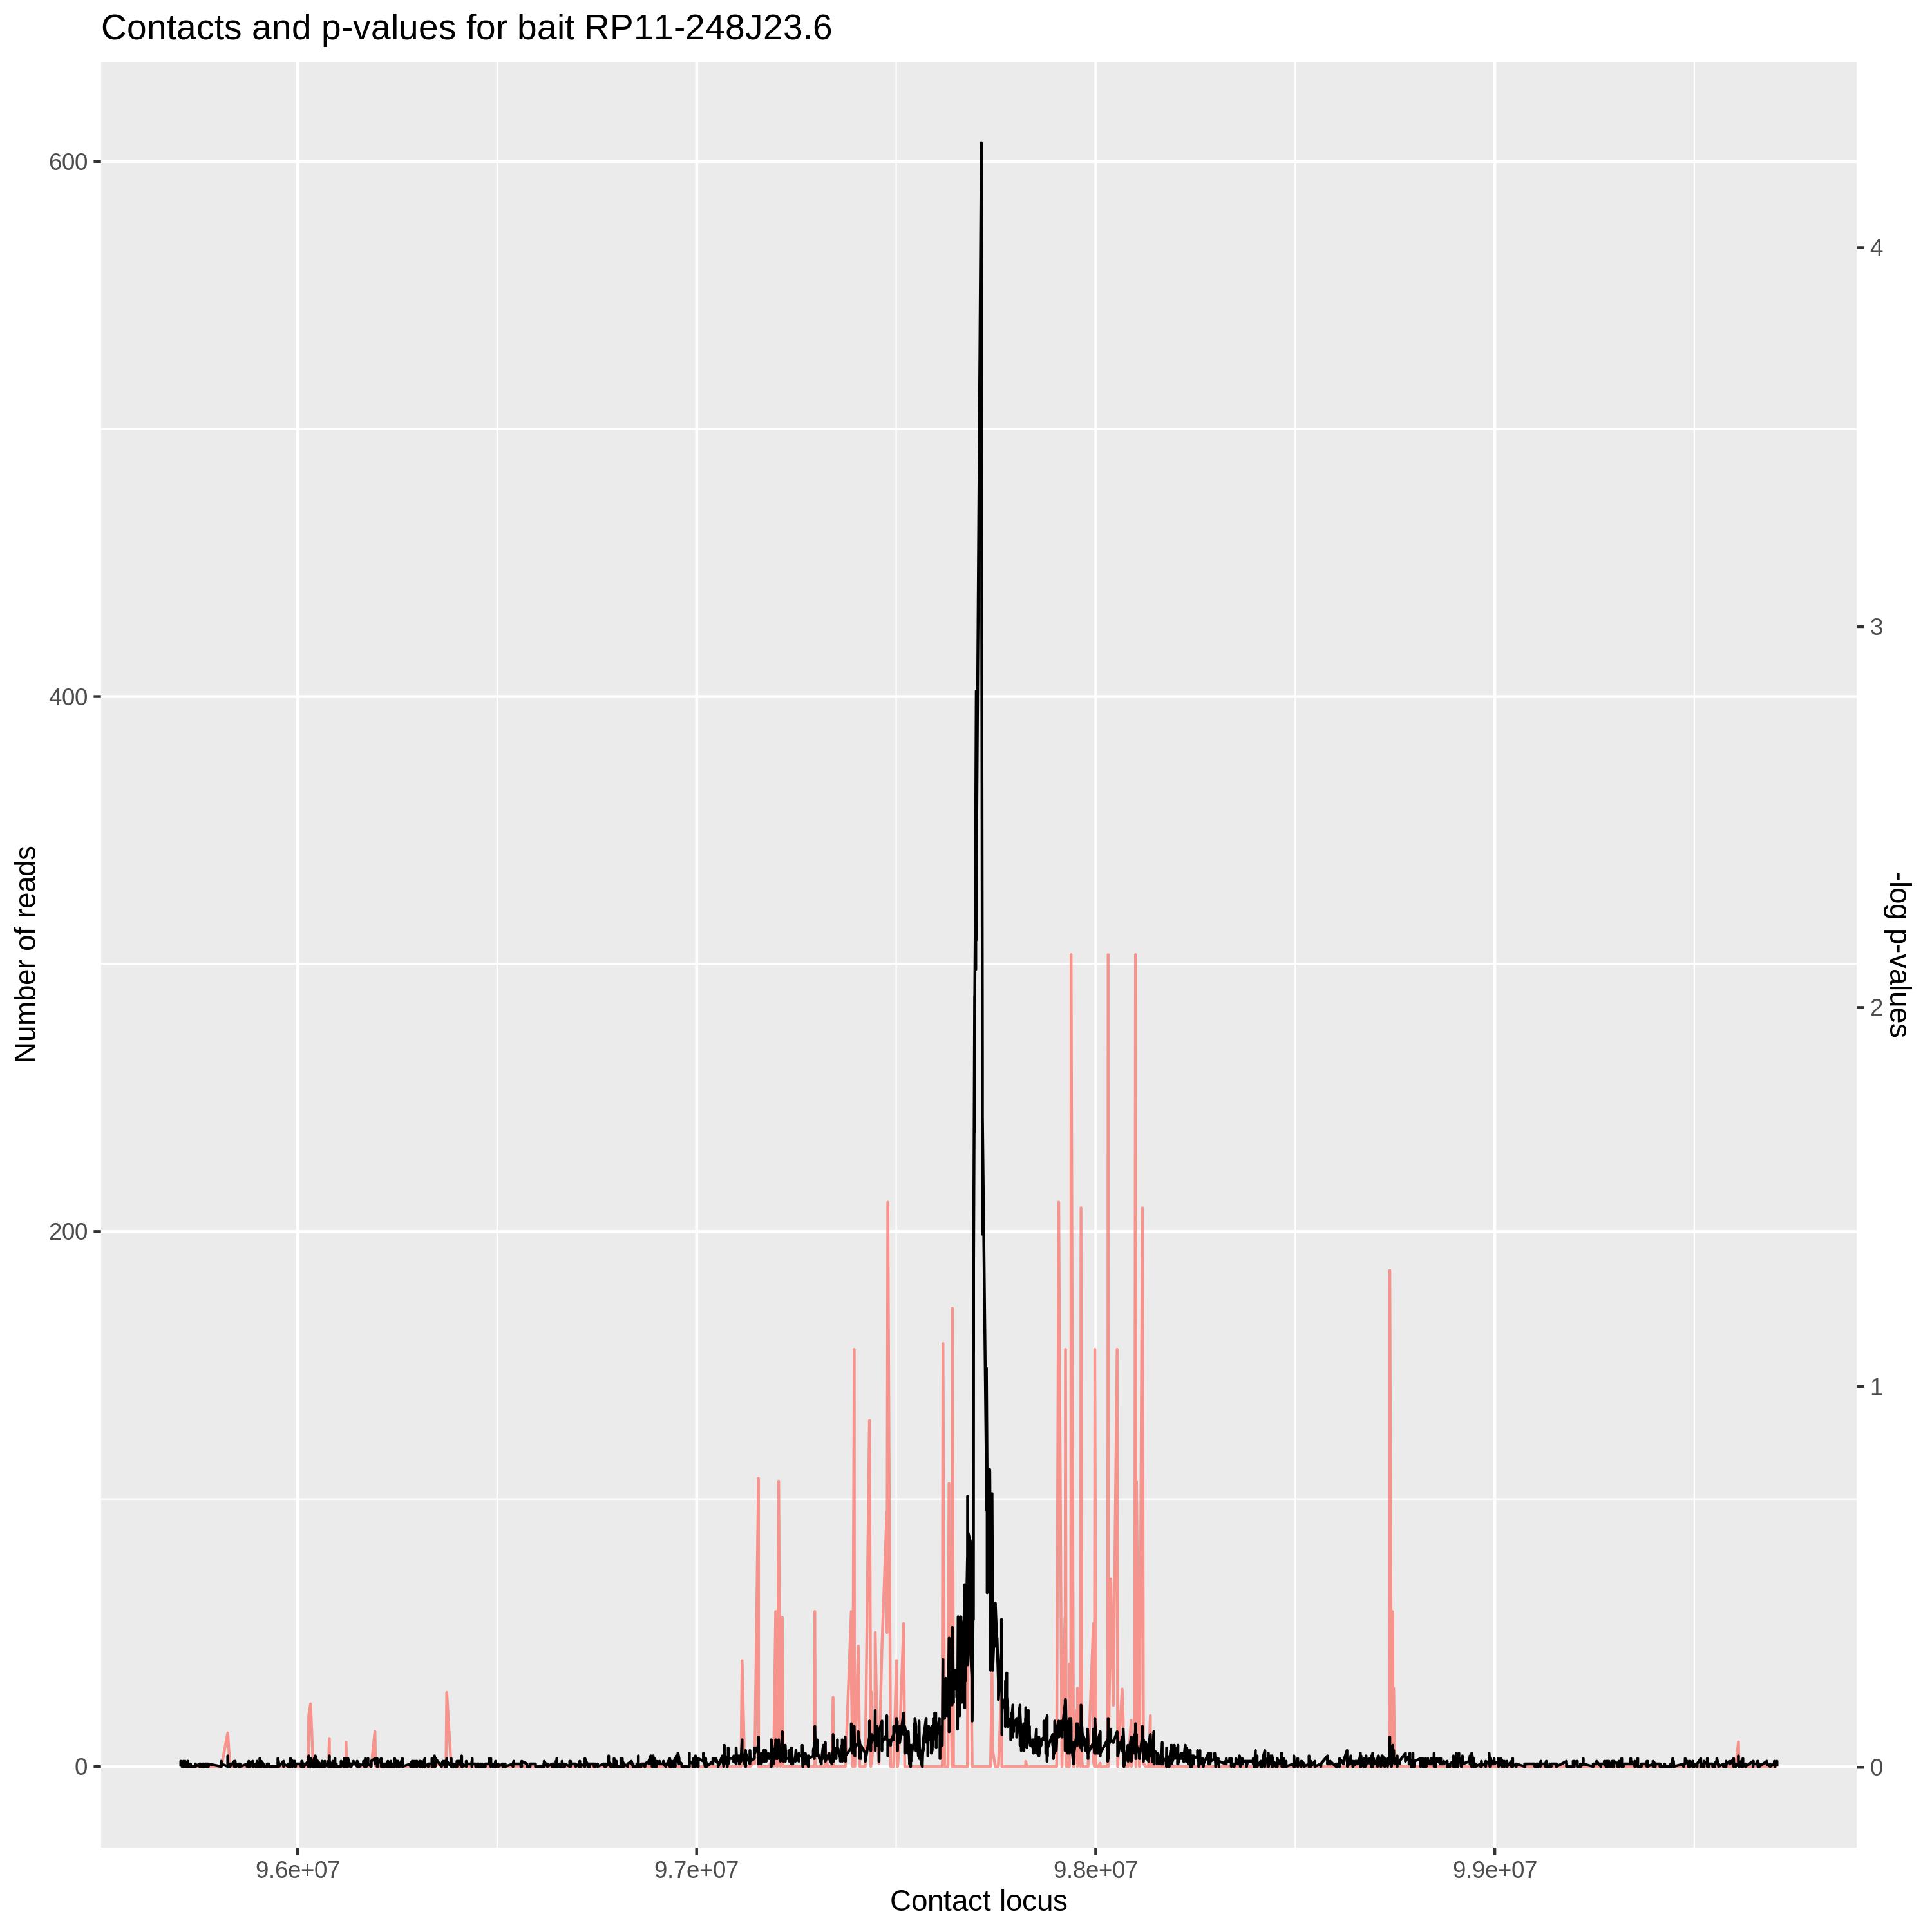 Contacts and p-values for bait RP11-248J23.6
600
400
200
0
Number of reads
4
3
2
1
0
-log p-values
9.6e+07
9.7e+07
9.8e+07
9.9e+07
Contact locus